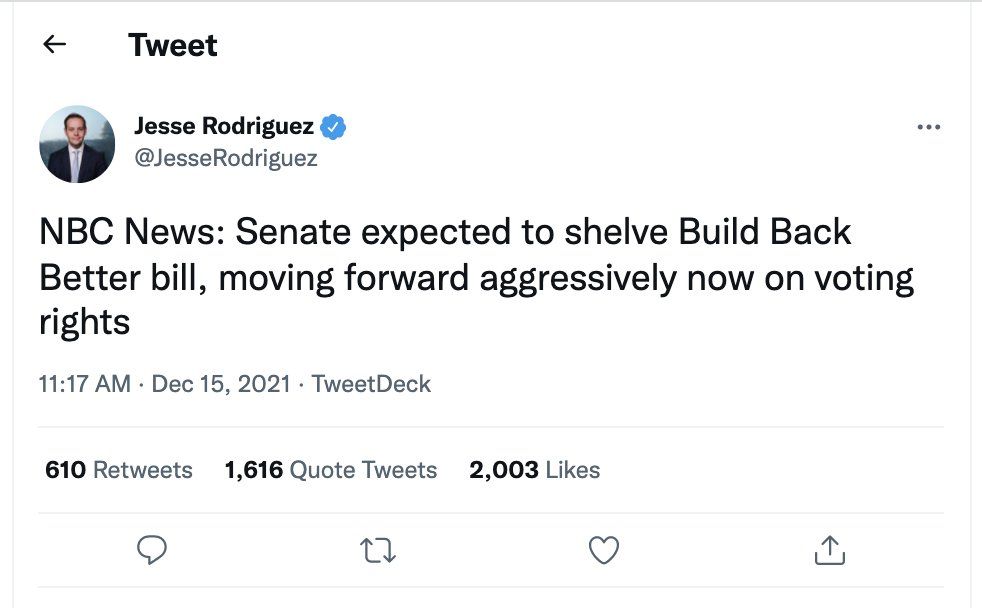 Tweet
Jesse Rodriguez
@JesseRodriguez
NBC News: Senate expected to shelve Build Back
Better bill, moving forward aggressively now on voting
rights
11:17 AM · Dec 15, 2021 · TweetDeck
610 Retweets 1,616 Quote Tweets 2,003 Likes